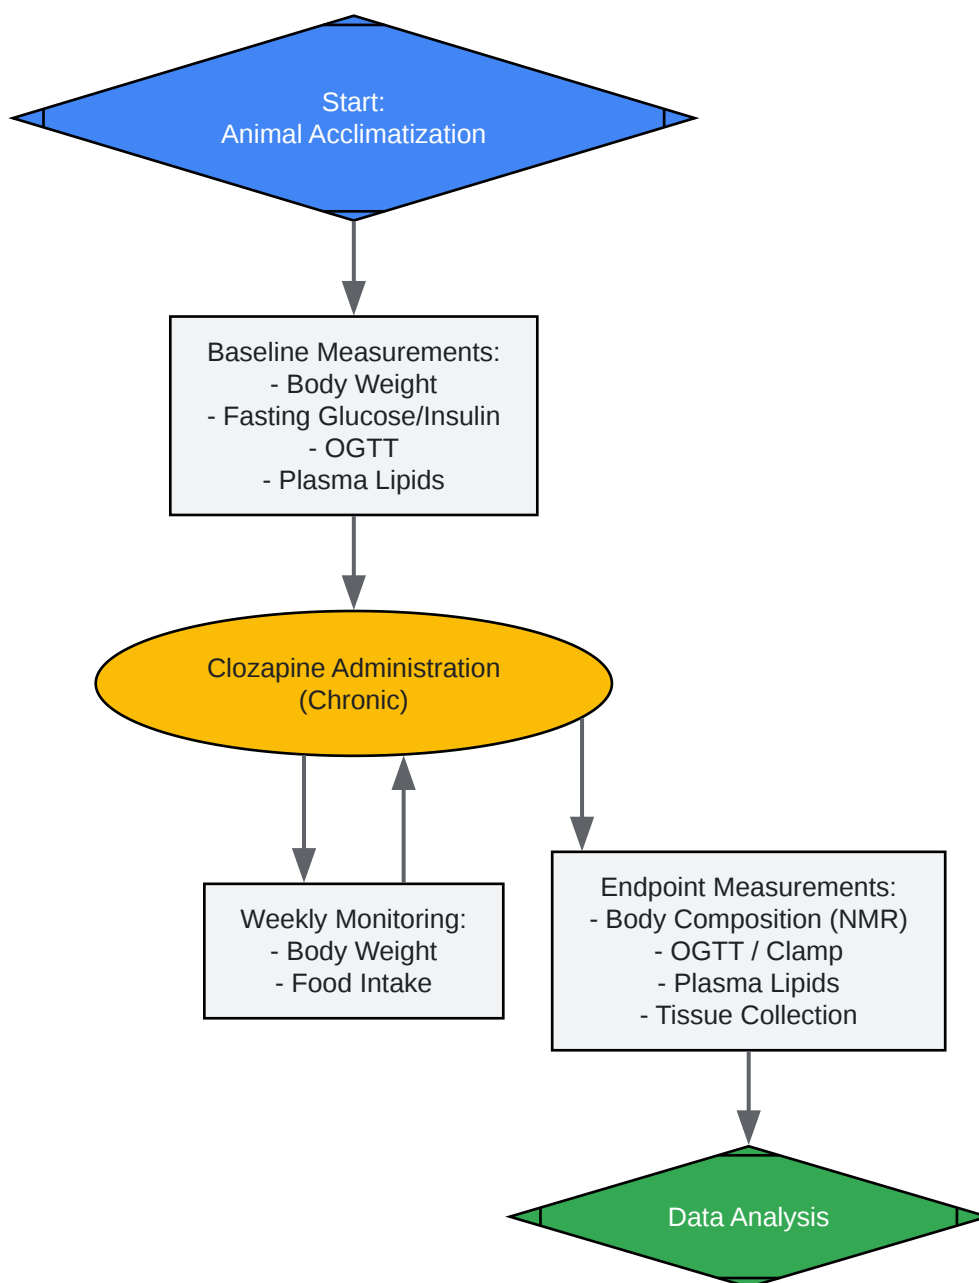 Start:
Animal Acclimatization
Baseline Measurements:
- Body Weight
- Fasting Glucose/Insulin
- OGTT
- Plasma Lipids
Clozapine Administration
(Chronic)
Weekly Monitoring:
- Body Weight
- Food Intake
Endpoint Measurements:
- Body Composition (NMR)
- OGTT / Clamp
- Plasma Lipids
- Tissue Collection
Data Analysis